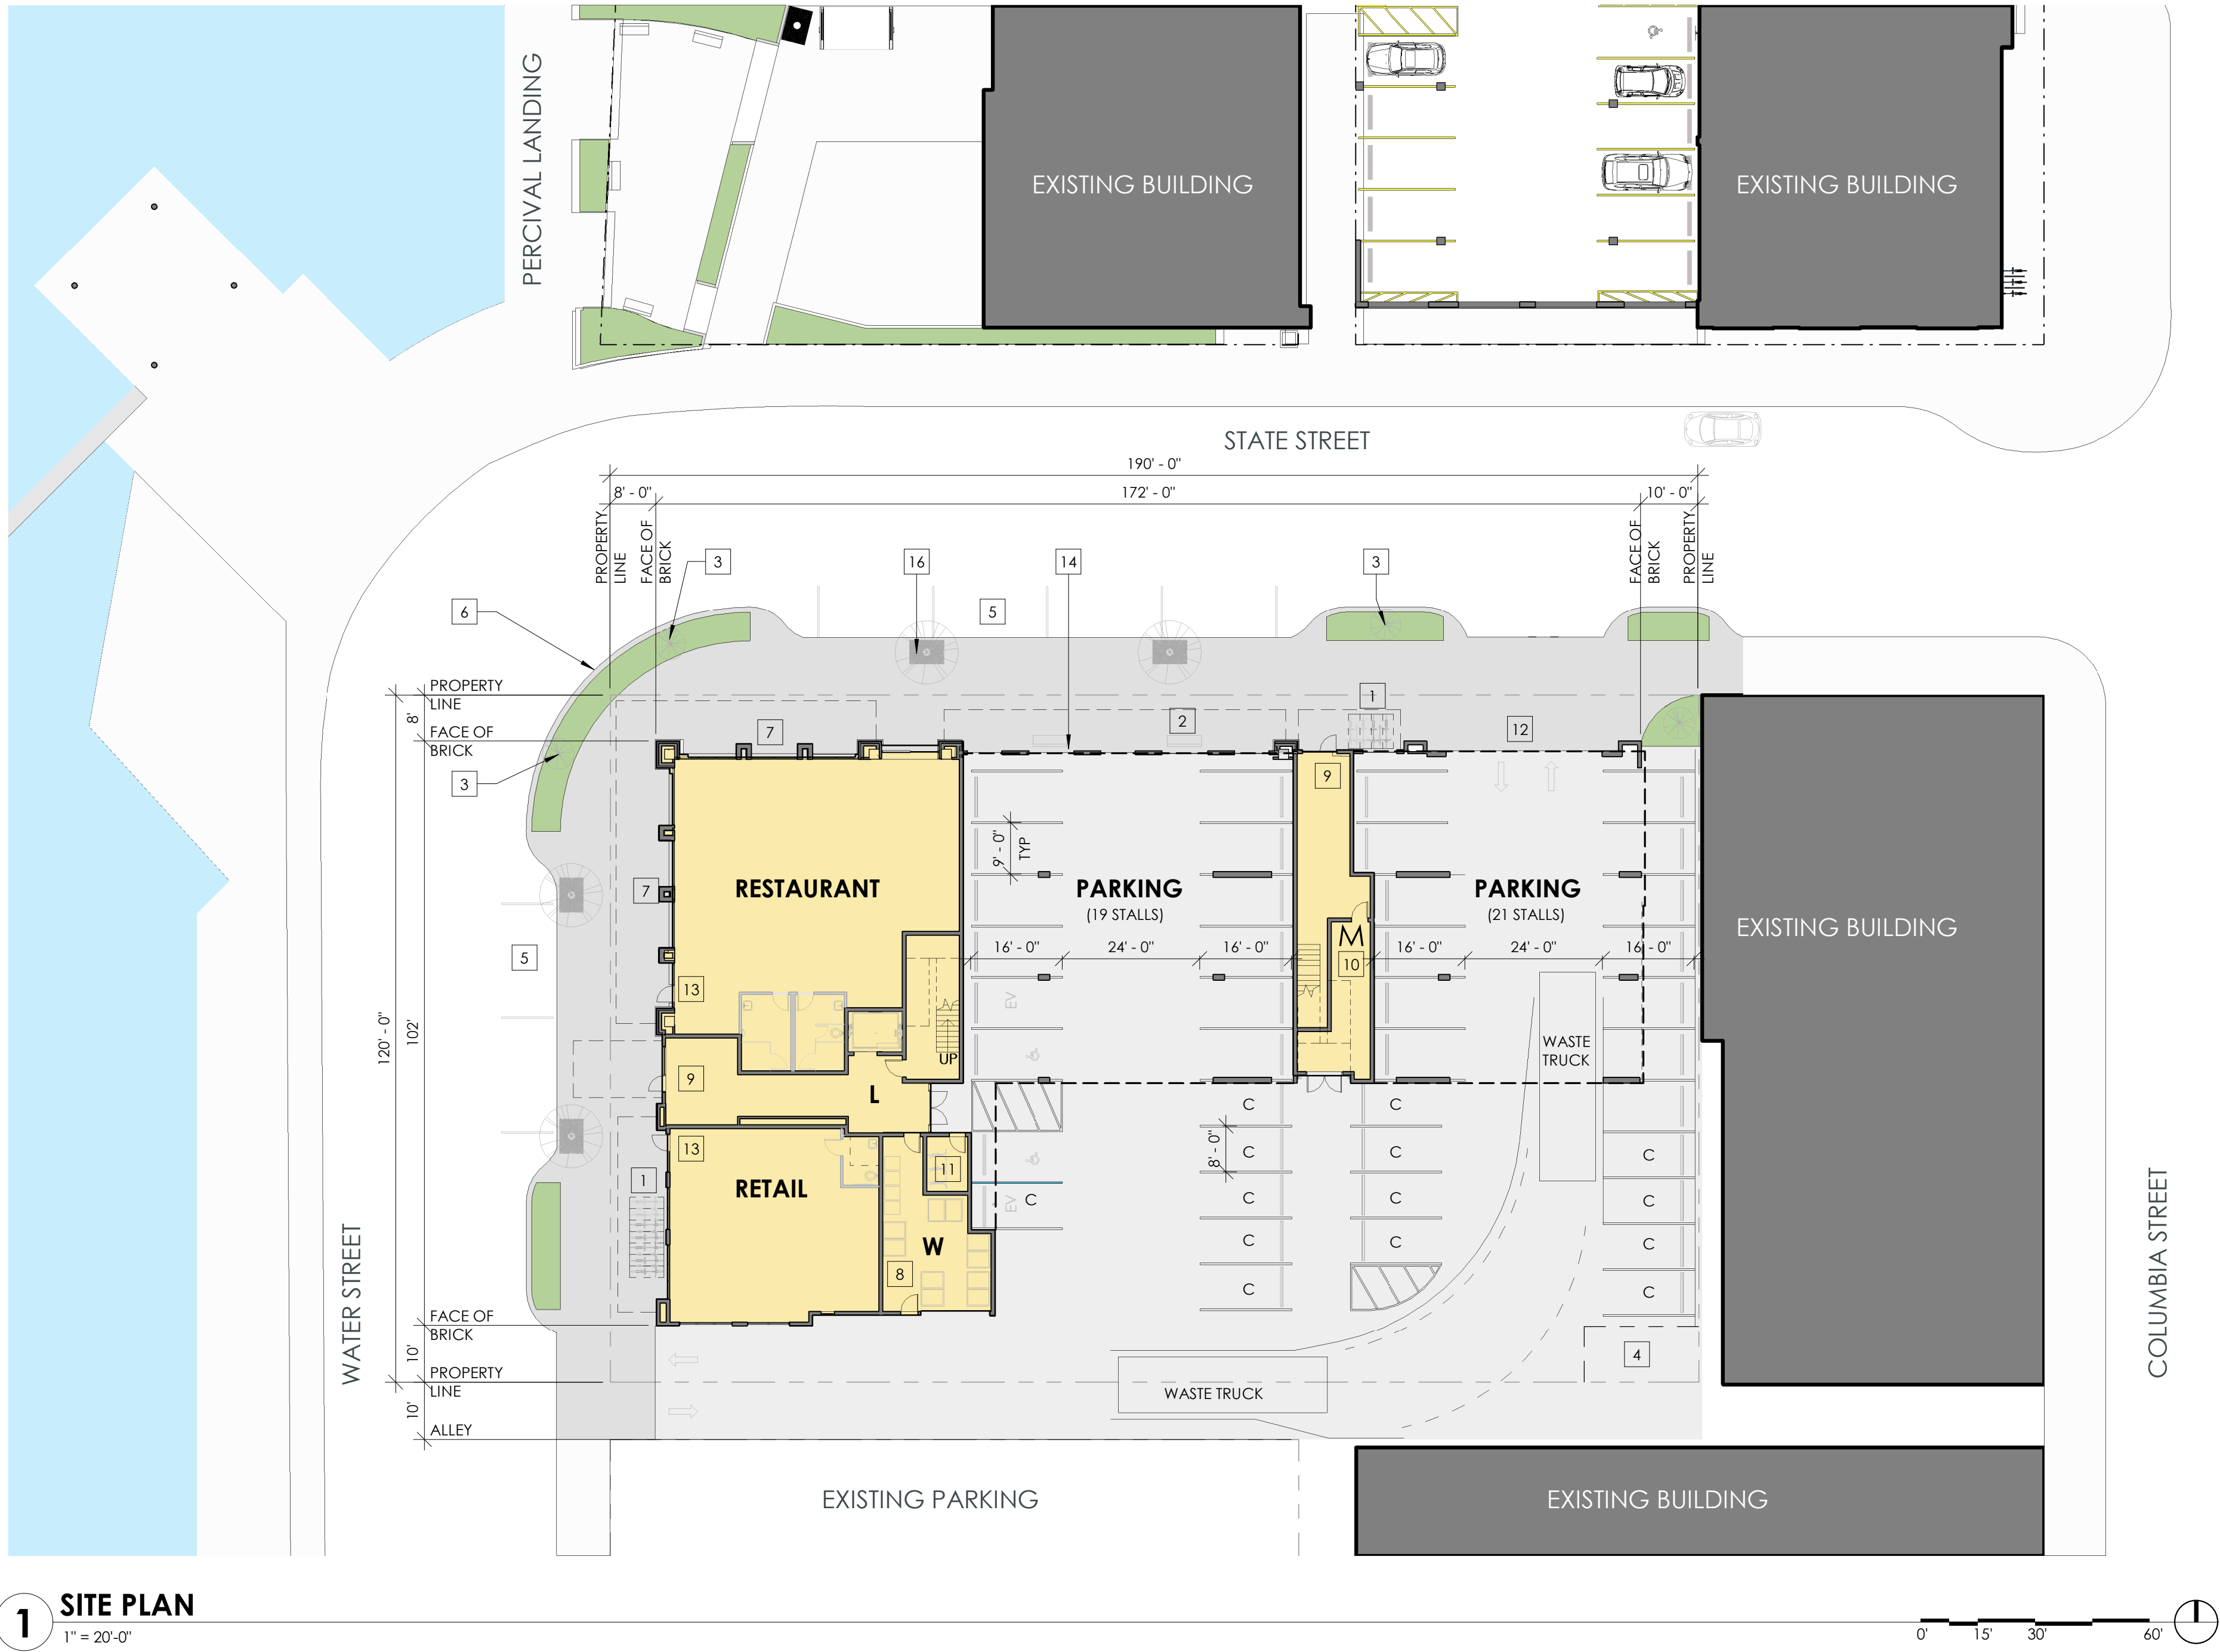 PERCIVAL LANDING
EXISTING BUILDING
EXISTING BUILDING
STATE STREET
190' - 0"
8' - 0"
172' - 0"
10' - 0"
PROPERTY
LINE
FACE OF
BRICK
FACE OF
BRICK
PROPERTY
LINE
3
16
14
3
6
5
PROPERTY
LINE
8'
FACE OF
BRICK
1
2
7
12
3
9
9' - 0"
TYP
7
RESTAURANT
PARKING
(19 STALLS)
PARKING
(21 STALLS)
EXISTING BUILDING
5
16' - 0"
24' - 0"
16' - 0"
M
10
16' - 0"
24' - 0"
16' - 0"
13
EV
120' - 0"
102'
WASTE
TRUCK
UP
9
L
C
C
13
11
8' - 0"
C
C
C
1
RETAIL
EV
C
C
C
C
W
C
C
C
8
C
C
WATER STREET
COLUMBIA STREET
FACE OF
BRICK
10'
4
PROPERTY
LINE
WASTE TRUCK
10'
ALLEY
EXISTING PARKING
EXISTING BUILDING
1
SITE PLAN
1" = 20'-0"
0'
15'
30'
60'